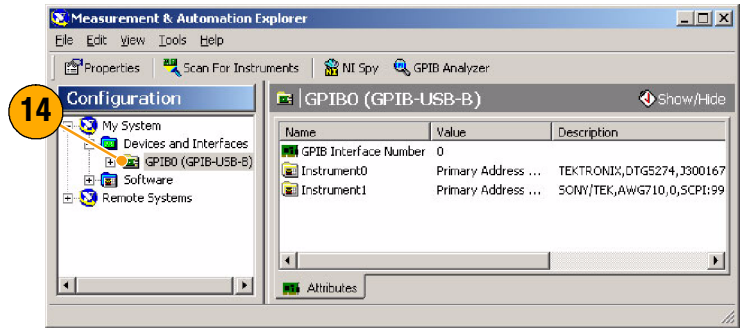 Measurement & Automation Explorer
File Edit View Tools Help
Properties Scan For Instruments NI Spy GPIB Analyzer
14
Configuration
GPIB0 (GPIB-USB-B)
Show/Hide
My System
Devices and Interfaces
GPIB0 (GPIB-USB-B)
Software
Remote Systems
Name Value Description
GPIB Interface Number 0
Instrument0 Primary Address ... TEKTRONIX,DTG5274,J300167
Instrument1 Primary Address ... SONY/TEK,AWG710,0,SCPI:99
Attributes